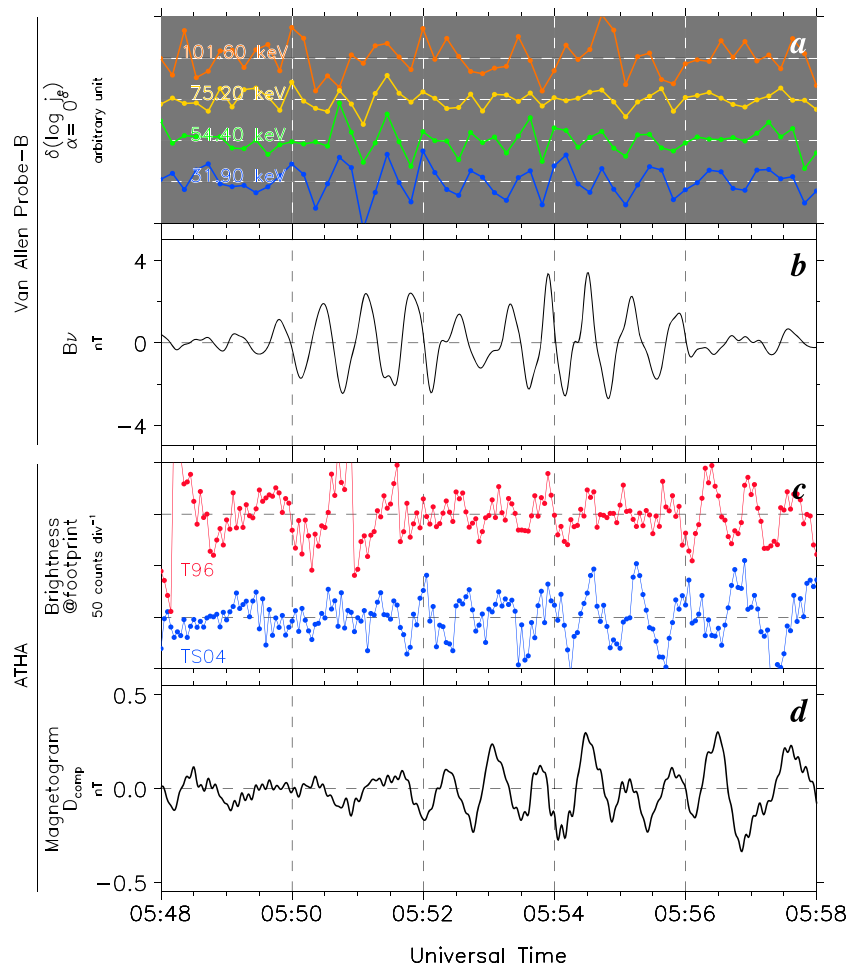 Van Allen Probe-B
δ(log j_e)
α= 0°
arbitrary unit
a
101.60 keV
75.20 keV
54.40 keV
31.90 keV
Bν
nT
b
4
0
−4
ATHA
Brightness
@footprint
50 counts div⁻¹
c
T96
TS04
Magnetogram
D_comp
nT
d
0.5
0.0
−0.5
05:48 05:50 05:52 05:54 05:56 05:58
Universal Time